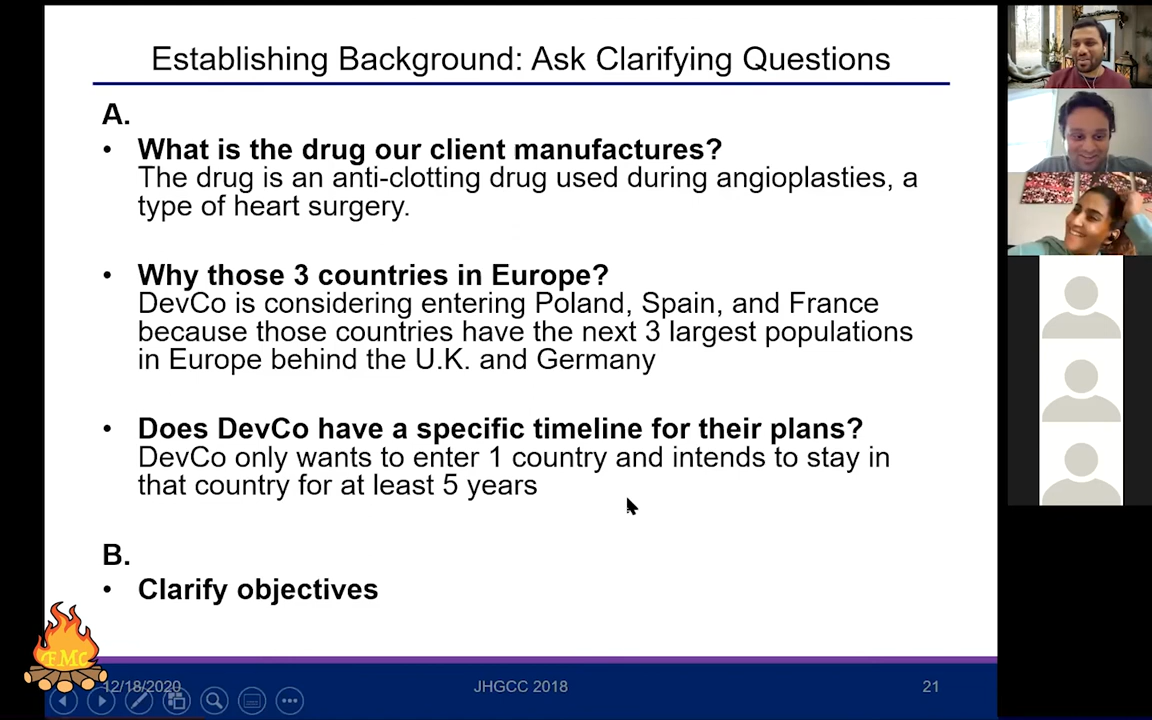 Establishing Background: Ask Clarifying Questions
A.
• What is the drug our client manufactures?
The drug is an anti-clotting drug used during angioplasties, a
type of heart surgery.
• Why those 3 countries in Europe?
DevCo is considering entering Poland, Spain, and France
because those countries have the next 3 largest populations
in Europe behind the U.K. and Germany
• Does DevCo have a specific timeline for their plans?
DevCo only wants to enter 1 country and intends to stay in
that country for at least 5 years
B.
• Clarify objectives
FMC
12/18/2020
JHGCC 2018
21